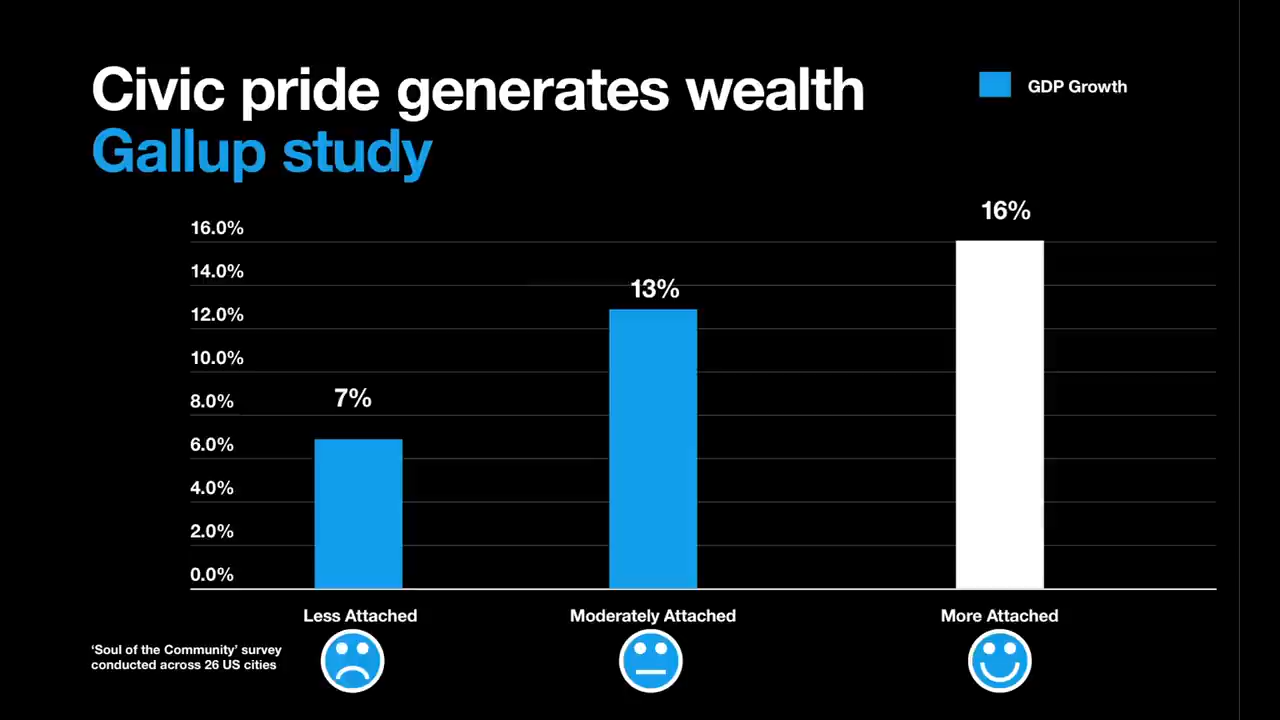 Civic pride generates wealth
Gallup study
GDP Growth
16.0%
14.0%
12.0%
10.0%
8.0%
6.0%
4.0%
2.0%
0.0%
7%
13%
16%
Less Attached
Moderately Attached
More Attached
‘Soul of the Community’ survey
conducted across 26 US cities